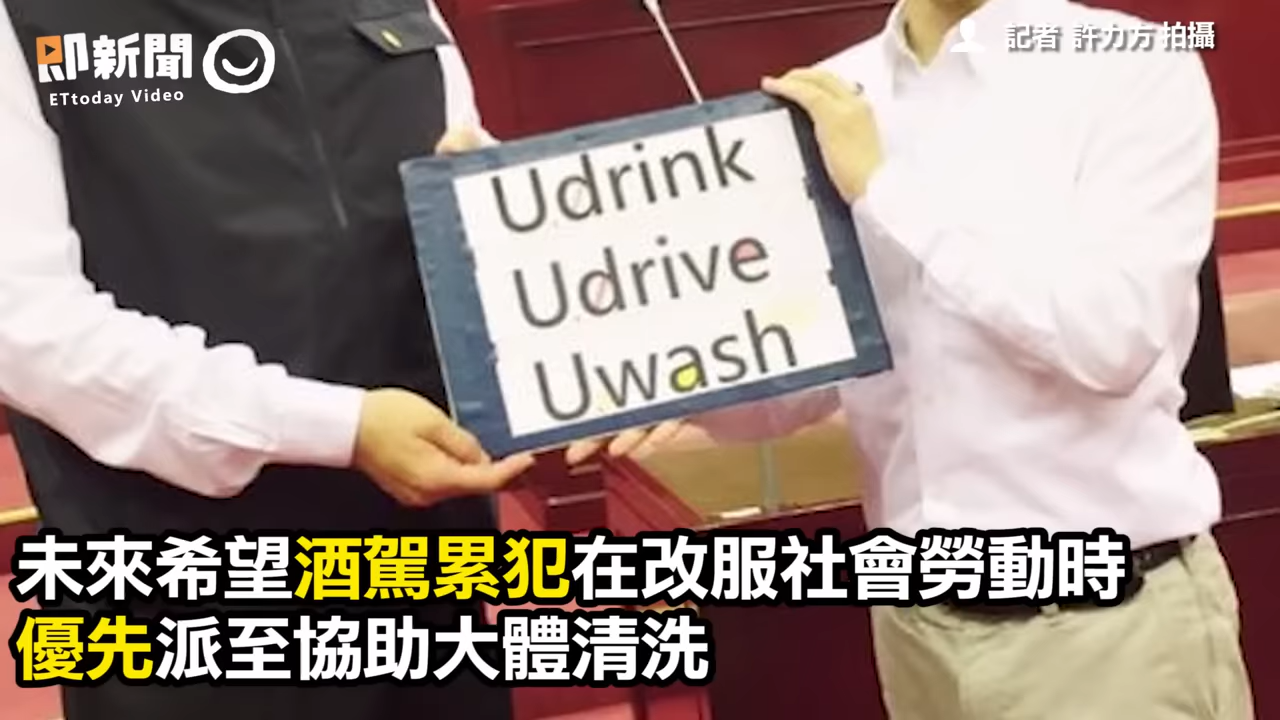 即新聞
ETtoday Video
記者 許力方 拍攝
Udrink
Udrive
Uwash
未來希望酒駕累犯在改服社會勞動時
優先派至協助大體清洗